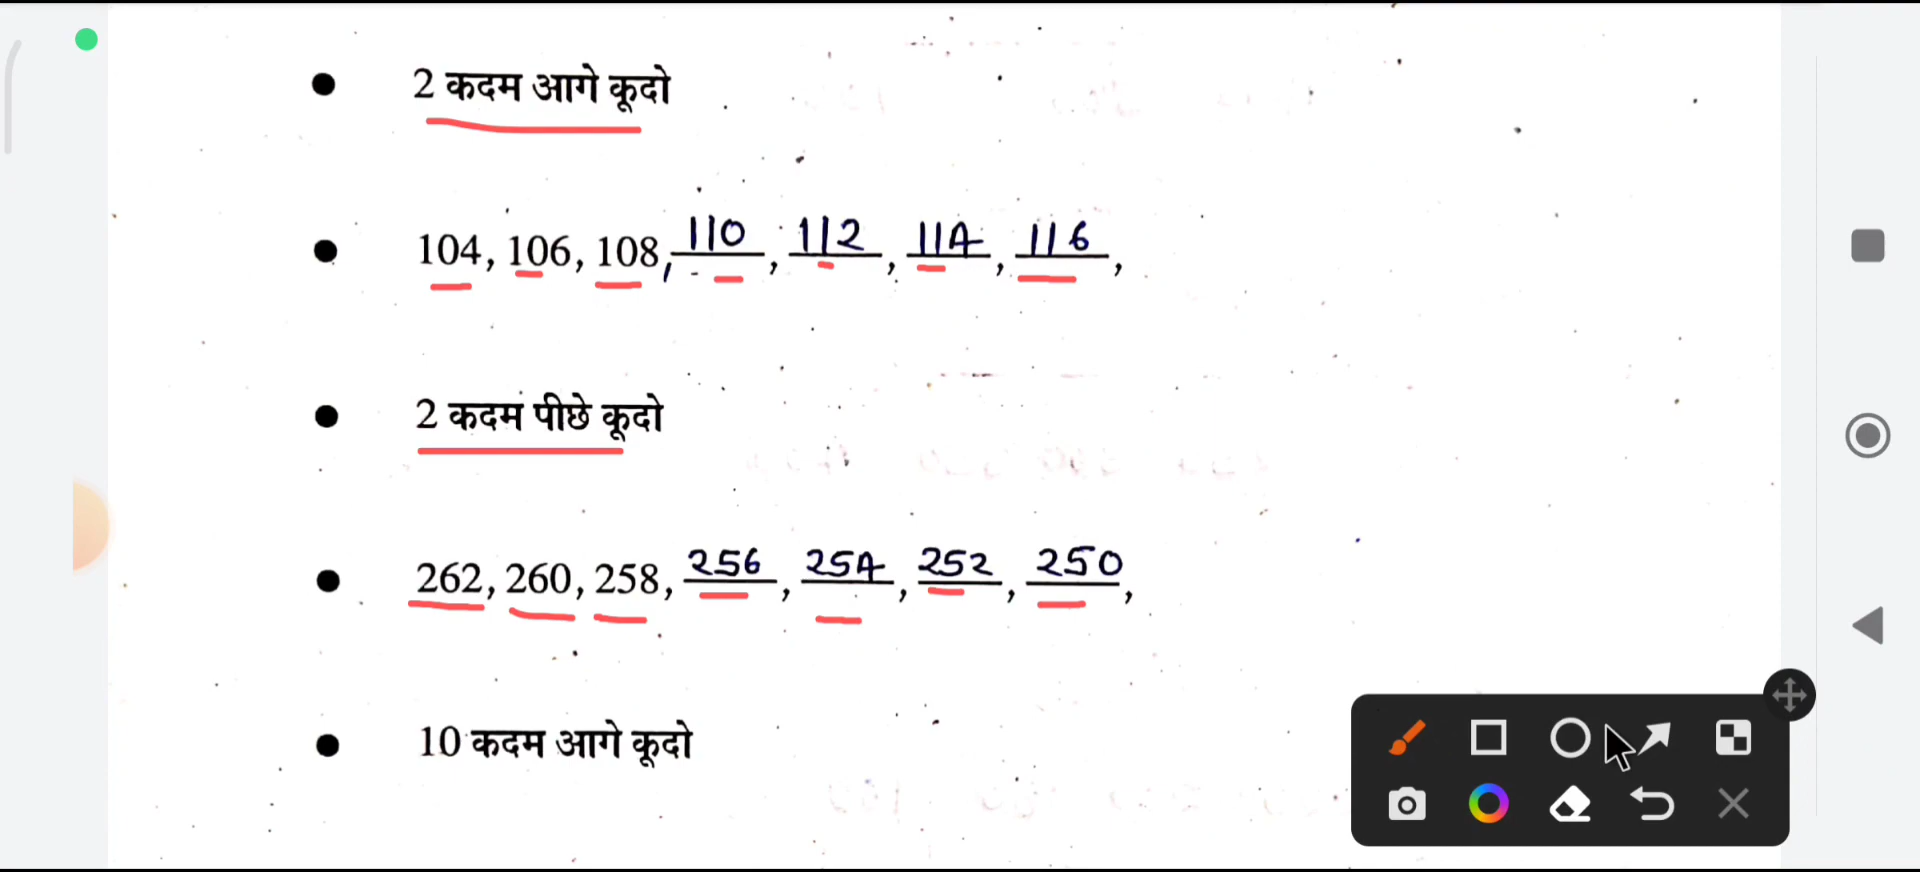 ● 2 कदम आगे कूदो
● 104, 106, 108, 110, 112, 114, 116,
● 2 कदम पीछे कूदो
● 262, 260, 258, 256, 254, 252, 250,
● 10 कदम आगे कूदो